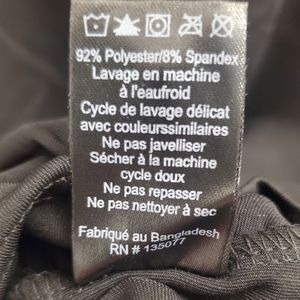 92% Polyester/8% Spandex
Lavage en machine
à l'eaufroid
Cycle de lavage délicat
avec couleurssimilaires
Ne pas javelliser
Sécher à la machine
cycle doux
Ne pas repasser
Ne pas nettoyer à sec
Fabriqué au Bangladesh
RN # 135077